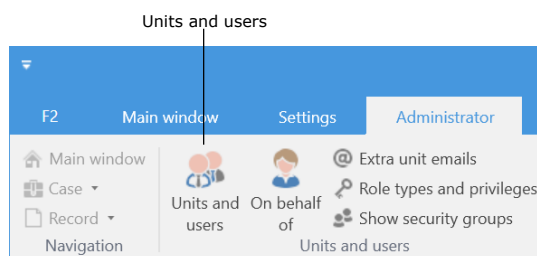 Units and users
F2 Main window Settings Administrator
Main window
Case
Record
Navigation
Units and
users
On behalf
of
@ Extra unit emails
Role types and privileges
Show security groups
Units and users